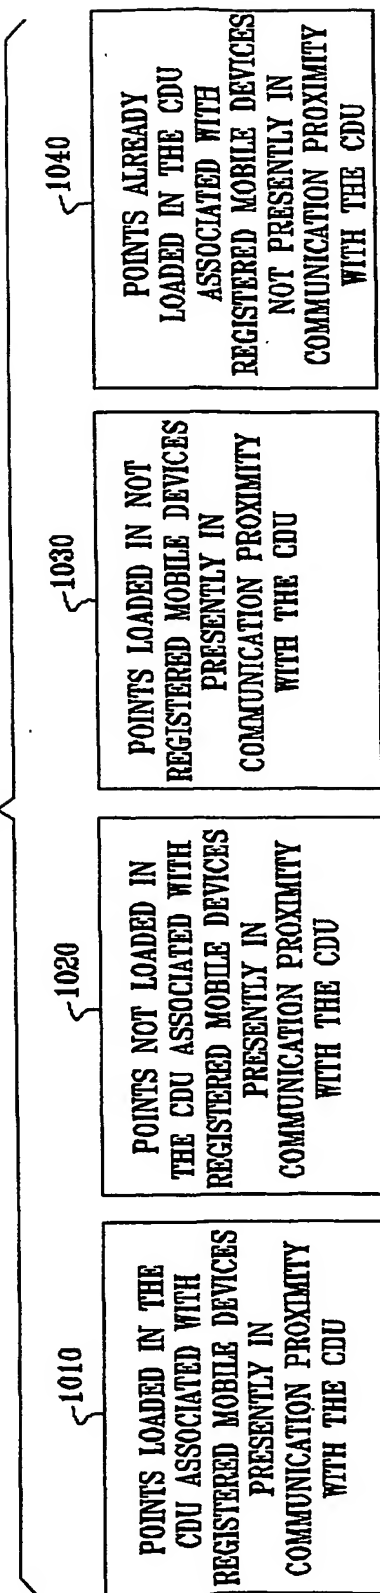 1010
POINTS LOADED IN THE
CDU ASSOCIATED WITH
REGISTERED MOBILE DEVICES
PRESENTLY IN
COMMUNICATION PROXIMITY
WITH THE CDU
1020
POINTS NOT LOADED IN
THE CDU ASSOCIATED WITH
REGISTERED MOBILE DEVICES
PRESENTLY IN
COMMUNICATION PROXIMITY
WITH THE CDU
1030
POINTS LOADED IN NOT
REGISTERED MOBILE DEVICES
PRESENTLY IN
COMMUNICATION PROXIMITY
WITH THE CDU
1040
POINTS ALREADY
LOADED IN THE CDU
ASSOCIATED WITH
REGISTERED MOBILE DEVICES
NOT PRESENTLY IN
COMMUNICATION PROXIMITY
WITH THE CDU